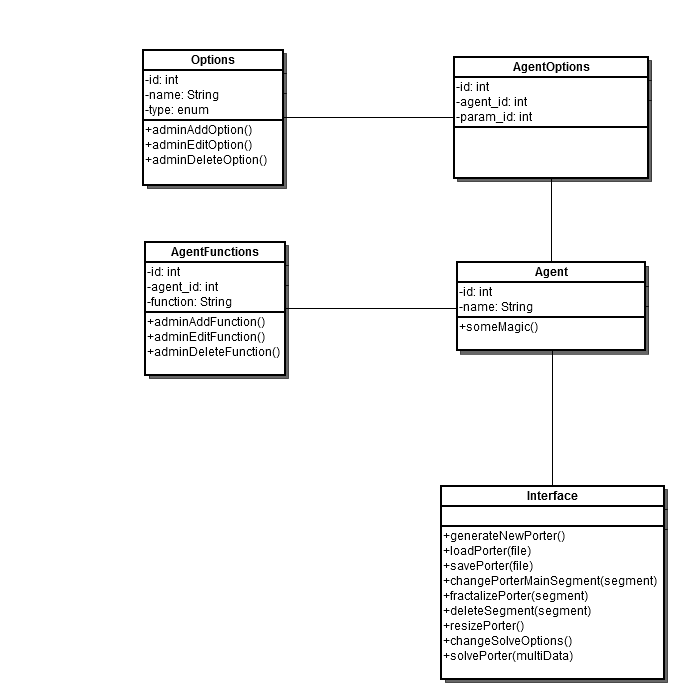 Options
-id: int
-name: String
-type: enum
+adminAddOption()
+adminEditOption()
+adminDeleteOption()
AgentOptions
-id: int
-agent_id: int
-param_id: int
AgentFunctions
-id: int
-agent_id: int
-function: String
+adminAddFunction()
+adminEditFunction()
+adminDeleteFunction()
Agent
-id: int
-name: String
+someMagic()
Interface
+generateNewPorter()
+loadPorter(file)
+savePorter(file)
+changePorterMainSegment(segment)
+fractalizePorter(segment)
+deleteSegment(segment)
+resizePorter()
+changeSolveOptions()
+solvePorter(multiData)